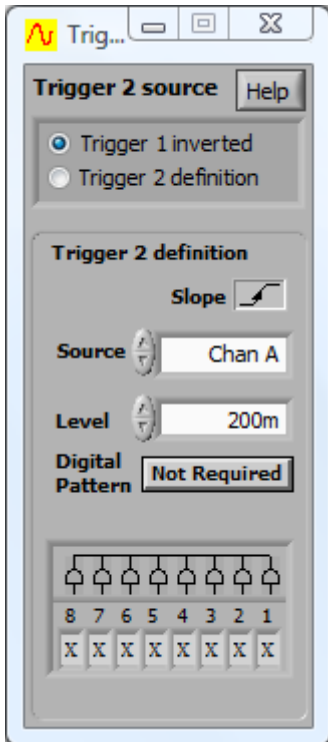 Trig...
Trigger 2 source Help
Trigger 1 inverted
Trigger 2 definition
Trigger 2 definition
Slope
Source Chan A
Level 200m
Digital
Pattern Not Required
8 7 6 5 4 3 2 1
X X X X X X X X